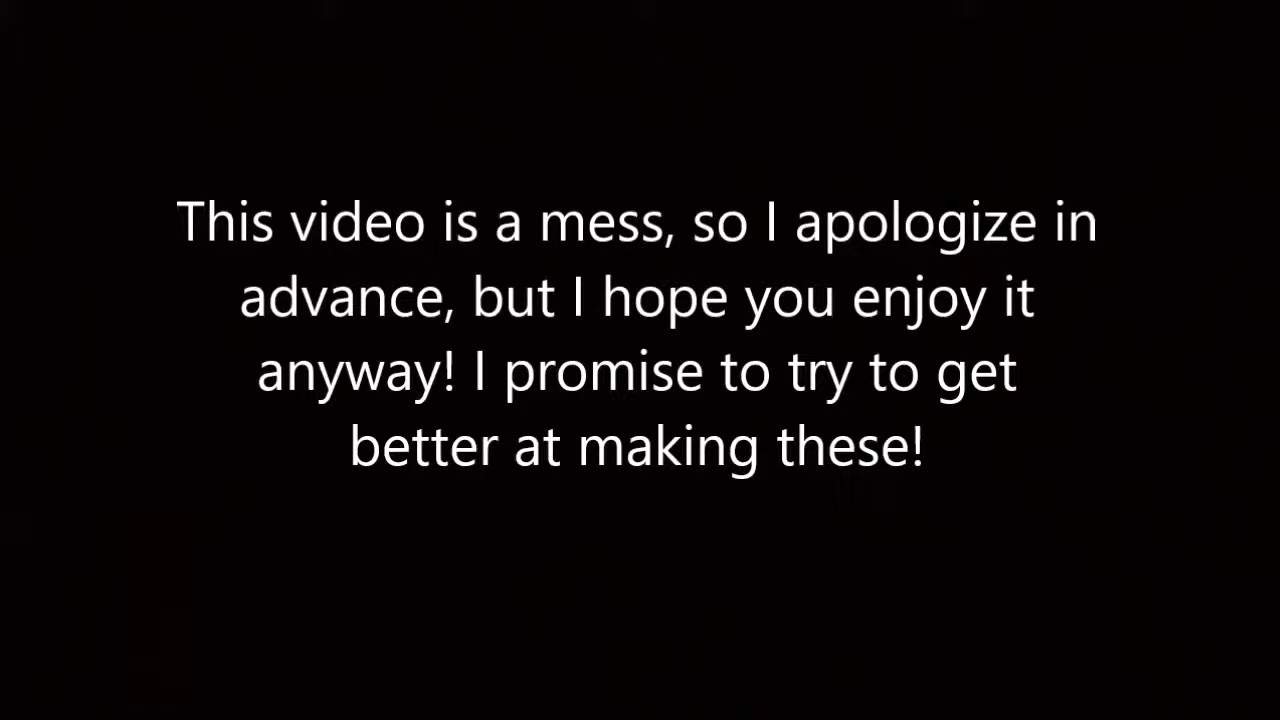 This video is a mess, so I apologize in
advance, but I hope you enjoy it
anyway! I promise to try to get
better at making these!